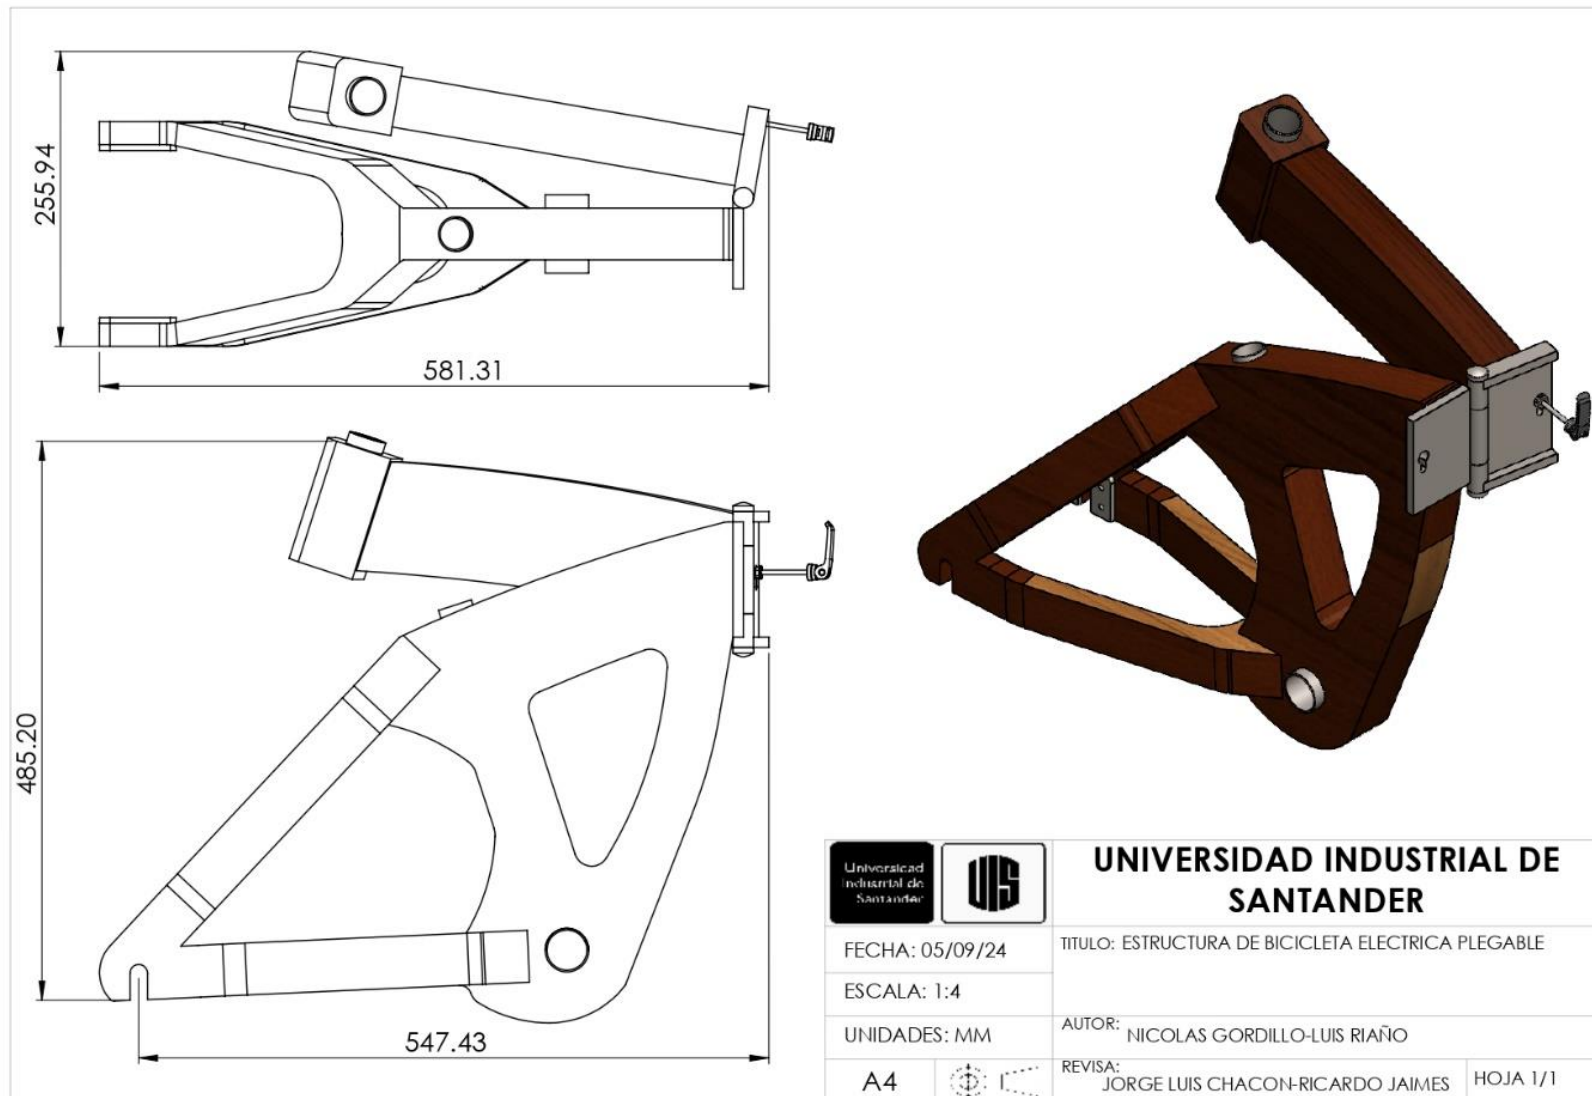 255.94
581.31
485.20
547.43
Universidad
Industrial de
Santander
UIS
UNIVERSIDAD INDUSTRIAL DE
SANTANDER
FECHA: 05/09/24
TITULO: ESTRUCTURA DE BICICLETA ELECTRICA PLEGABLE
ESCALA: 1:4
UNIDADES: MM
AUTOR: NICOLAS GORDILLO-LUIS RIAÑO
A4
REVISA: JORGE LUIS CHACON-RICARDO JAIMES
HOJA 1/1